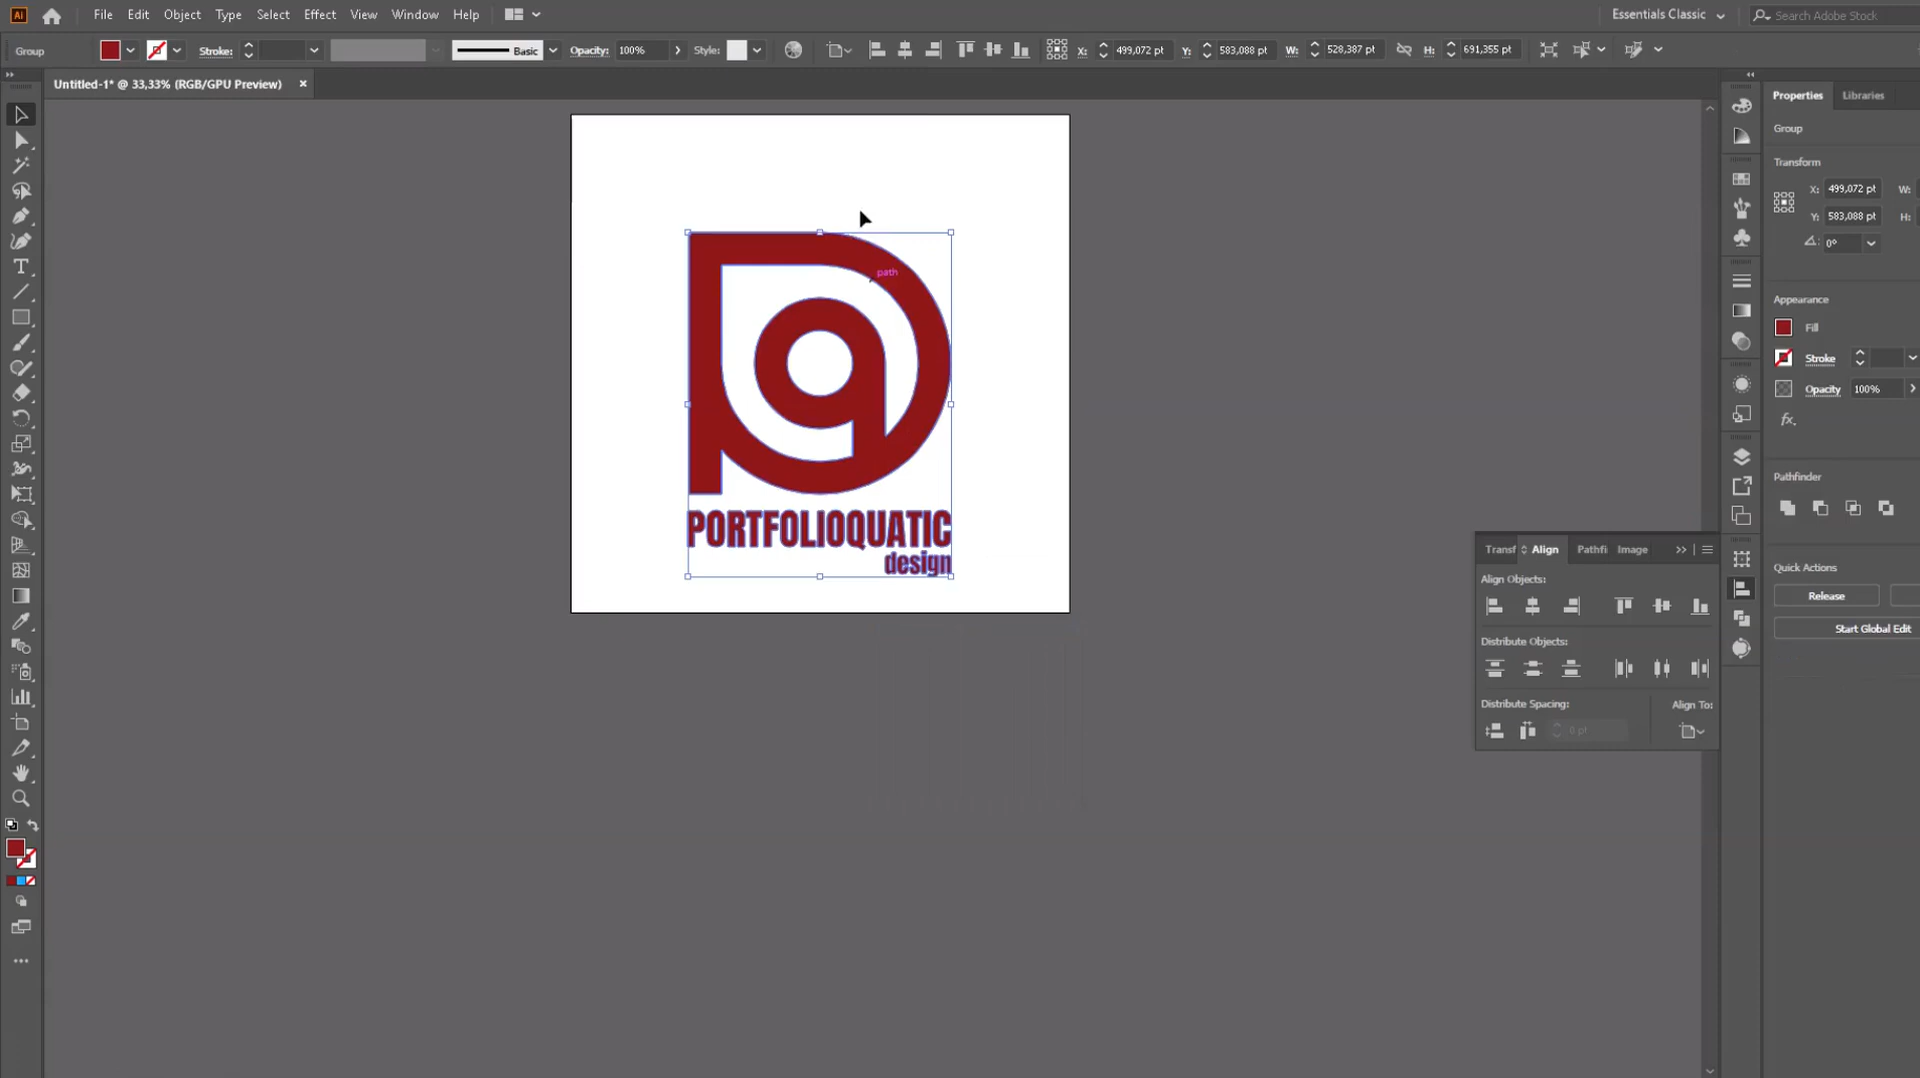 Ai File Edit Object Type Select Effect View Window Help Essentials Classic Search Adobe Stock
Group Stroke: Basic Opacity: 100% Style: X: 499,072 pt Y: 583,088 pt W: 528,387 pt H: 691,355 pt
Untitled-1* @ 33,33% (RGB/GPU Preview) ×
Properties Libraries
Group
Transform
X: 499,072 pt W:
Y: 583,088 pt H:
0°
Appearance
Fill
Stroke
Opacity 100%
fx.
Pathfinder
Quick Actions
Release
Start Global Edit
path
PORTFOLIOQUATIC
design
Transf Align Pathfi Image
Align Objects:
Distribute Objects:
Distribute Spacing: Align To:
0 pt